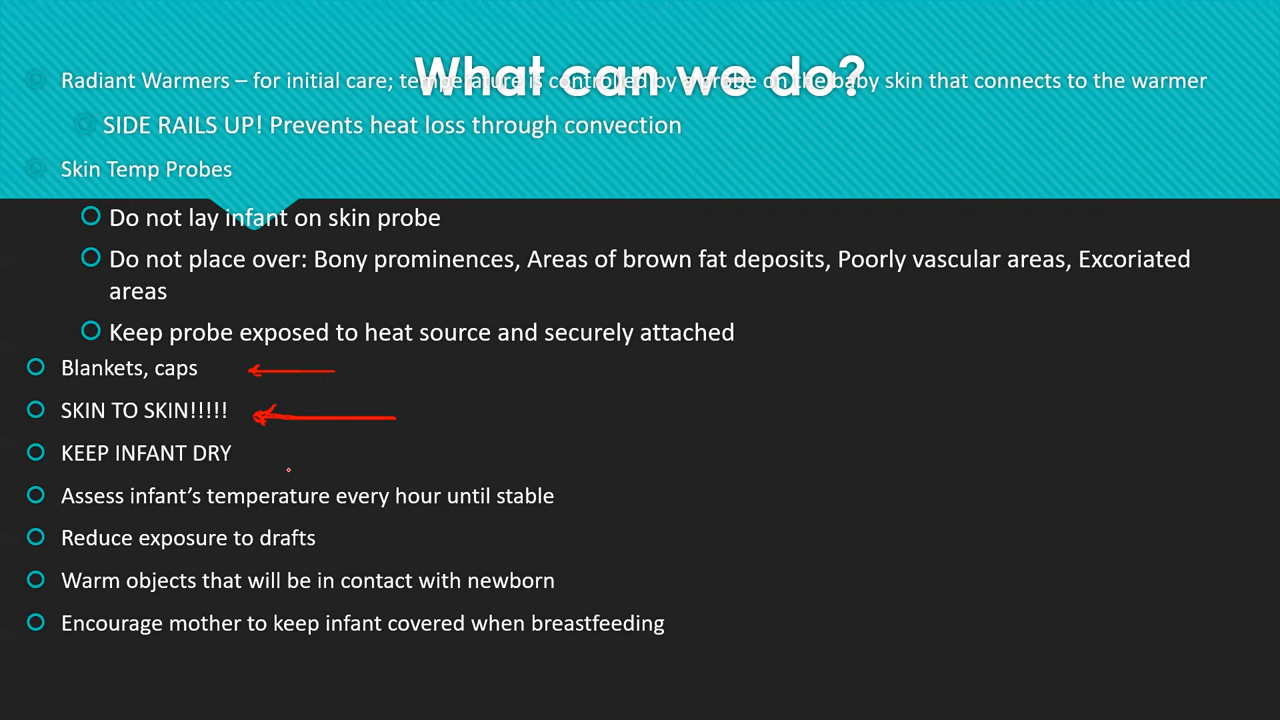 What can we do?
Radiant Warmers – for initial care; temperature is controlled by a probe on the baby skin that connects to the warmer
SIDE RAILS UP! Prevents heat loss through convection
Skin Temp Probes
Do not lay infant on skin probe
Do not place over: Bony prominences, Areas of brown fat deposits, Poorly vascular areas, Excoriated
areas
Keep probe exposed to heat source and securely attached
Blankets, caps
SKIN TO SKIN!!!!!
KEEP INFANT DRY
Assess infant’s temperature every hour until stable
Reduce exposure to drafts
Warm objects that will be in contact with newborn
Encourage mother to keep infant covered when breastfeeding